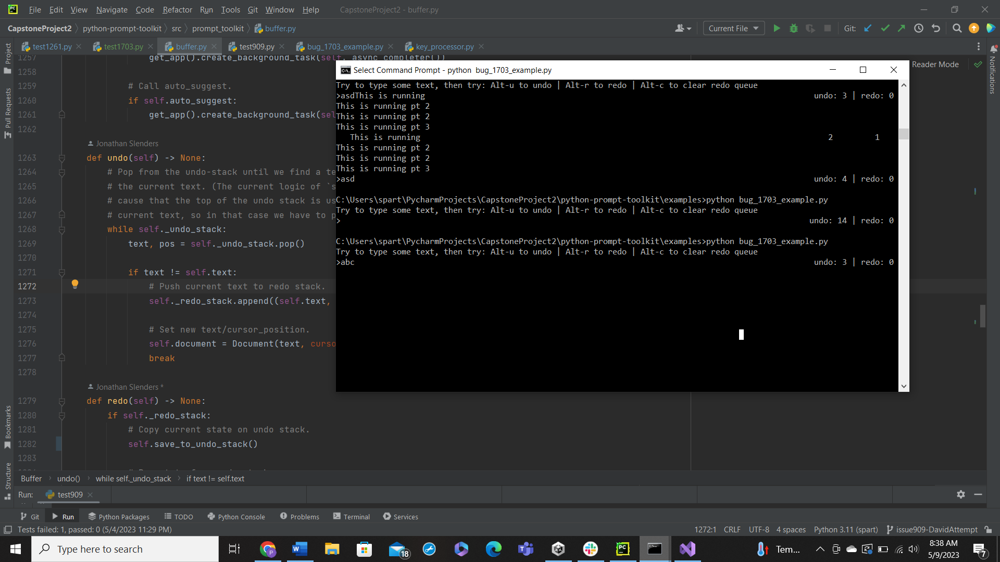 File Edit View Navigate Code Refactor Run Tools Git Window Help CapstoneProject2 - buffer.py
CapstoneProject2 python-prompt-toolkit src prompt_toolkit buffer.py Current File Git:
test1261.py test1703.py buffer.py test909.py bug_1703_example.py key_processor.py
Project
Pull Requests
Bookmarks
Structure
Notifications
Reader Mode
1257 get_app().create_background_task(self._async_completer())
1258
1259 # Call auto_suggest.
1260 if self.auto_suggest:
1261 get_app().create_background_task(sel
1262
Jonathan Slenders
1263 def undo(self) -> None:
1264 # Pop from the undo-stack until we find a te
1265 # the current text. (The current logic of `s
1266 # cause that the top of the undo stack is us
1267 # current text, so in that case we have to p
1268 while self._undo_stack:
1269 text, pos = self._undo_stack.pop()
1270
1271 if text != self.text:
1272 # Push current text to redo stack.
1273 self._redo_stack.append((self.text,
1274
1275 # Set new text/cursor_position.
1276 self.document = Document(text, curso
1277 break
1278
Jonathan Slenders *
1279 def redo(self) -> None:
1280 if self._redo_stack:
1281 # Copy current state on undo stack.
1282 self.save_to_undo_stack()
1283
Select Command Prompt - python bug_1703_example.py
Try to type some text, then try: Alt-u to undo | Alt-r to redo | Alt-c to clear redo queue
>asdThis is running undo: 3 | redo: 0
This is running pt 2
This is running pt 2
This is running pt 3
This is running 2 1
This is running pt 2
This is running pt 2
This is running pt 3
>asd undo: 4 | redo: 0
C:\Users\spart\PycharmProjects\CapstoneProject2\python-prompt-toolkit\examples>python bug_1703_example.py
Try to type some text, then try: Alt-u to undo | Alt-r to redo | Alt-c to clear redo queue
> undo: 14 | redo: 0
C:\Users\spart\PycharmProjects\CapstoneProject2\python-prompt-toolkit\examples>python bug_1703_example.py
Try to type some text, then try: Alt-u to undo | Alt-r to redo | Alt-c to clear redo queue
>abc undo: 3 | redo: 0
Buffer undo() while self._undo_stack if text != self.text
Run: test909
Git Run Python Packages TODO Python Console Problems Terminal Services
Tests failed: 1, passed: 0 (5/4/2023 11:29 PM) 1272:1 CRLF UTF-8 4 spaces Python 3.11 (spart) issue909-DavidAttempt
Type here to search 18 Tem... 8:38 AM
5/9/2023 7